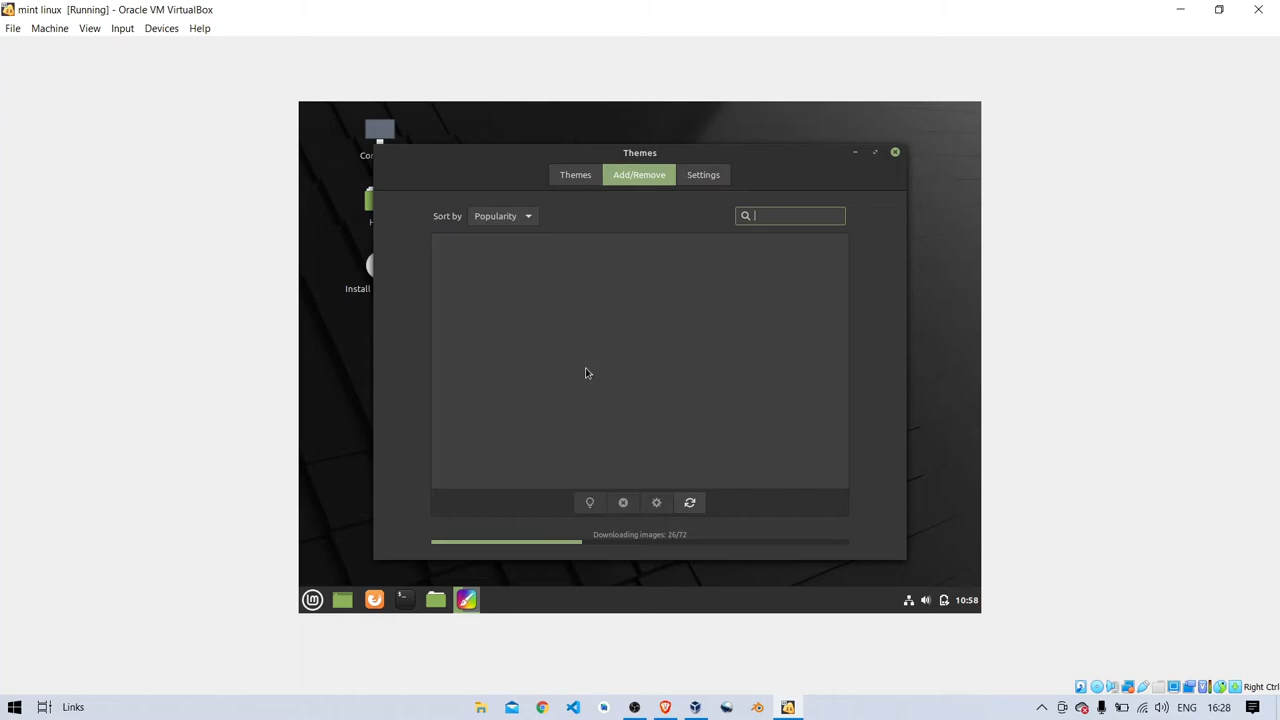 mint linux [Running] - Oracle VM VirtualBox
File Machine View Input Devices Help
Themes
Themes Add/Remove Settings
Sort by Popularity
Install
Downloading images: 26/72
10:58
Right Ctrl
Links
ENG 16:28